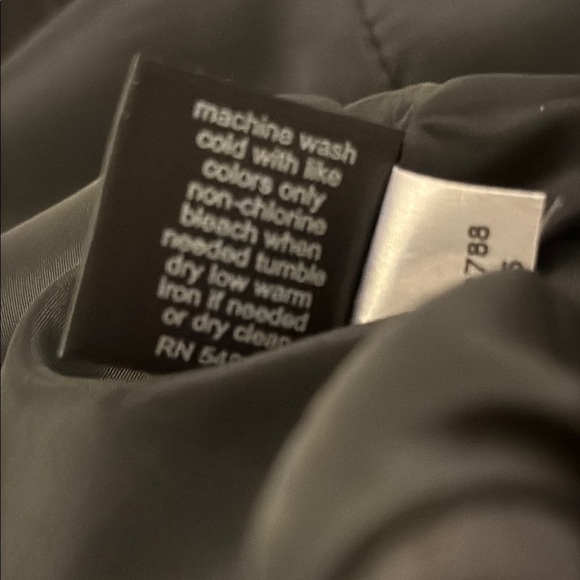 machine wash
cold with like
colors only
non-chlorine
bleach when
needed tumble
dry low warm
iron if needed
or dry clean
RN 54
788